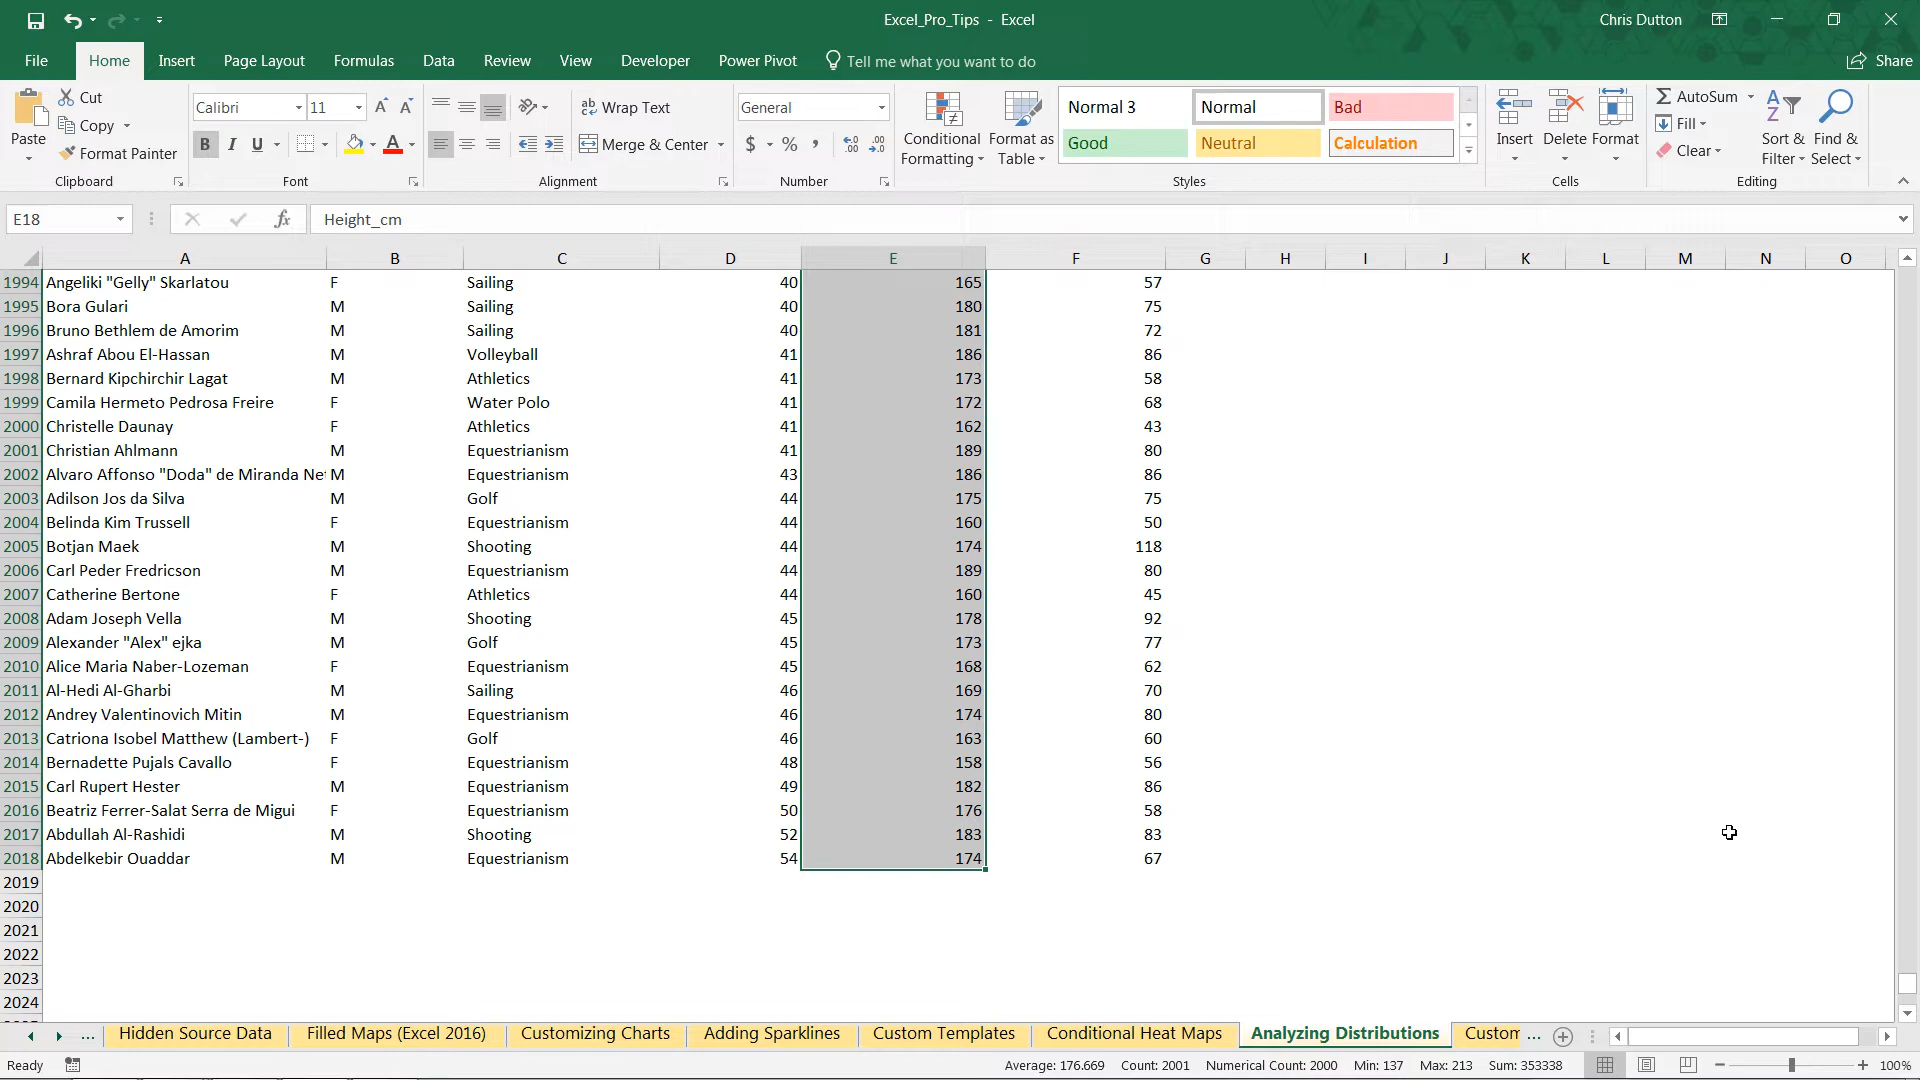 Excel_Pro_Tips - Excel
Chris Dutton
File Home Insert Page Layout Formulas Data Review View Developer Power Pivot Tell me what you want to do Share
Paste
Cut
Copy
Format Painter
Clipboard
Calibri 11
B I U
Font
Wrap Text
Merge & Center
Alignment
General
$ % ,
Number
Conditional Formatting
Format as Table
Normal 3 Normal Bad
Good Neutral Calculation
Styles
Insert Delete Format
Cells
AutoSum
Fill
Clear
Sort & Filter
Find & Select
Editing
E18 fx Height_cm
A B C D E F G H I J K L M N O
1994 Angeliki "Gelly" Skarlatou F Sailing 40 165 57
1995 Bora Gulari M Sailing 40 180 75
1996 Bruno Bethlem de Amorim M Sailing 40 181 72
1997 Ashraf Abou El-Hassan M Volleyball 41 186 86
1998 Bernard Kipchirchir Lagat M Athletics 41 173 58
1999 Camila Hermeto Pedrosa Freire F Water Polo 41 172 68
2000 Christelle Daunay F Athletics 41 162 43
2001 Christian Ahlmann M Equestrianism 41 189 80
2002 Alvaro Affonso "Doda" de Miranda Net M Equestrianism 43 186 86
2003 Adilson Jos da Silva M Golf 44 175 75
2004 Belinda Kim Trussell F Equestrianism 44 160 50
2005 Botjan Maek M Shooting 44 174 118
2006 Carl Peder Fredricson M Equestrianism 44 189 80
2007 Catherine Bertone F Athletics 44 160 45
2008 Adam Joseph Vella M Shooting 45 178 92
2009 Alexander "Alex" ejka M Golf 45 173 77
2010 Alice Maria Naber-Lozeman F Equestrianism 45 168 62
2011 Al-Hedi Al-Gharbi M Sailing 46 169 70
2012 Andrey Valentinovich Mitin M Equestrianism 46 174 80
2013 Catriona Isobel Matthew (Lambert-) F Golf 46 163 60
2014 Bernadette Pujals Cavallo F Equestrianism 48 158 56
2015 Carl Rupert Hester M Equestrianism 49 182 86
2016 Beatriz Ferrer-Salat Serra de Migui F Equestrianism 50 176 58
2017 Abdullah Al-Rashidi M Shooting 52 183 83
2018 Abdelkebir Ouaddar M Equestrianism 54 174 67
2019
2020
2021
2022
2023
2024
... Hidden Source Data Filled Maps (Excel 2016) Customizing Charts Adding Sparklines Custom Templates Conditional Heat Maps Analyzing Distributions Custom ...
Ready Average: 176.669 Count: 2001 Numerical Count: 2000 Min: 137 Max: 213 Sum: 353338 100%